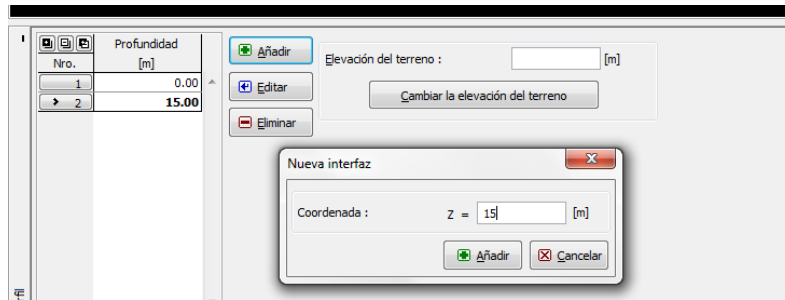 Profundidad
Nro. [m]
1 0.00
2 15.00
Añadir
Editar
Eliminar
Elevación del terreno : [m]
Cambiar la elevación del terreno
Nueva interfaz
Coordenada : Z = 15 [m]
Añadir Cancelar